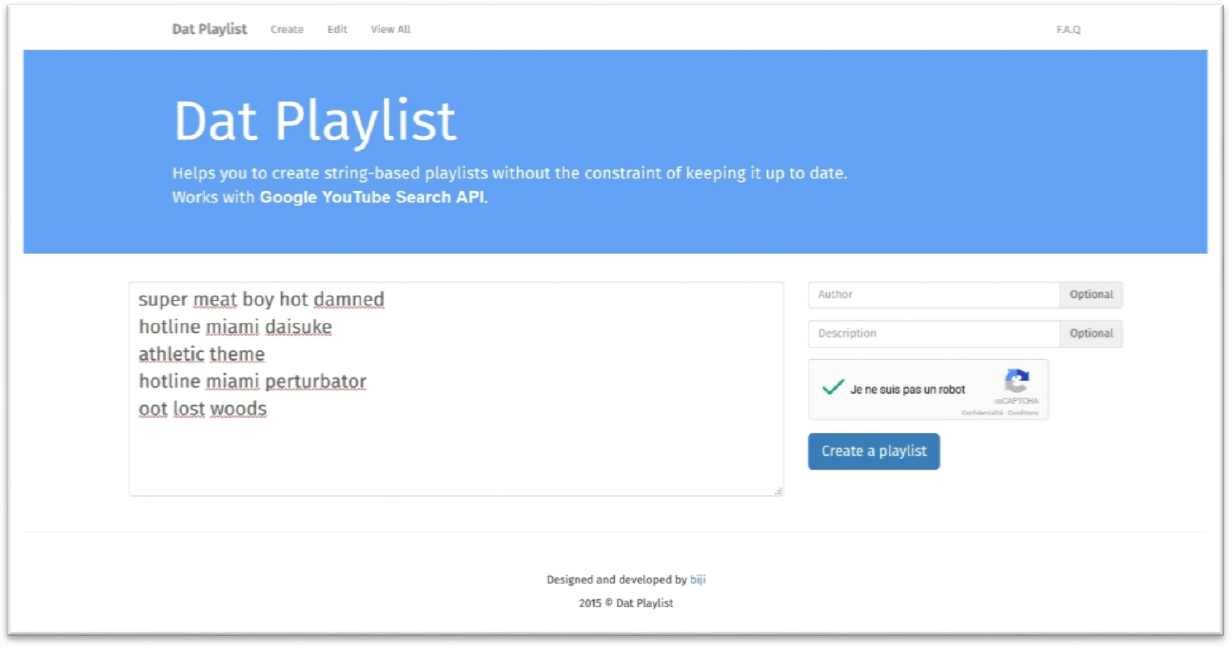 Dat Playlist Create Edit View All F.A.Q
Dat Playlist
Helps you to create string-based playlists without the constraint of keeping it up to date.
Works with Google YouTube Search API.
super meat boy hot damned
hotline miami daisuke
athletic theme
hotline miami perturbator
oot lost woods
Author Optional
Description Optional
Je ne suis pas un robot
reCAPTCHA
Confidentialité - Conditions
Create a playlist
Designed and developed by biji
2015 © Dat Playlist